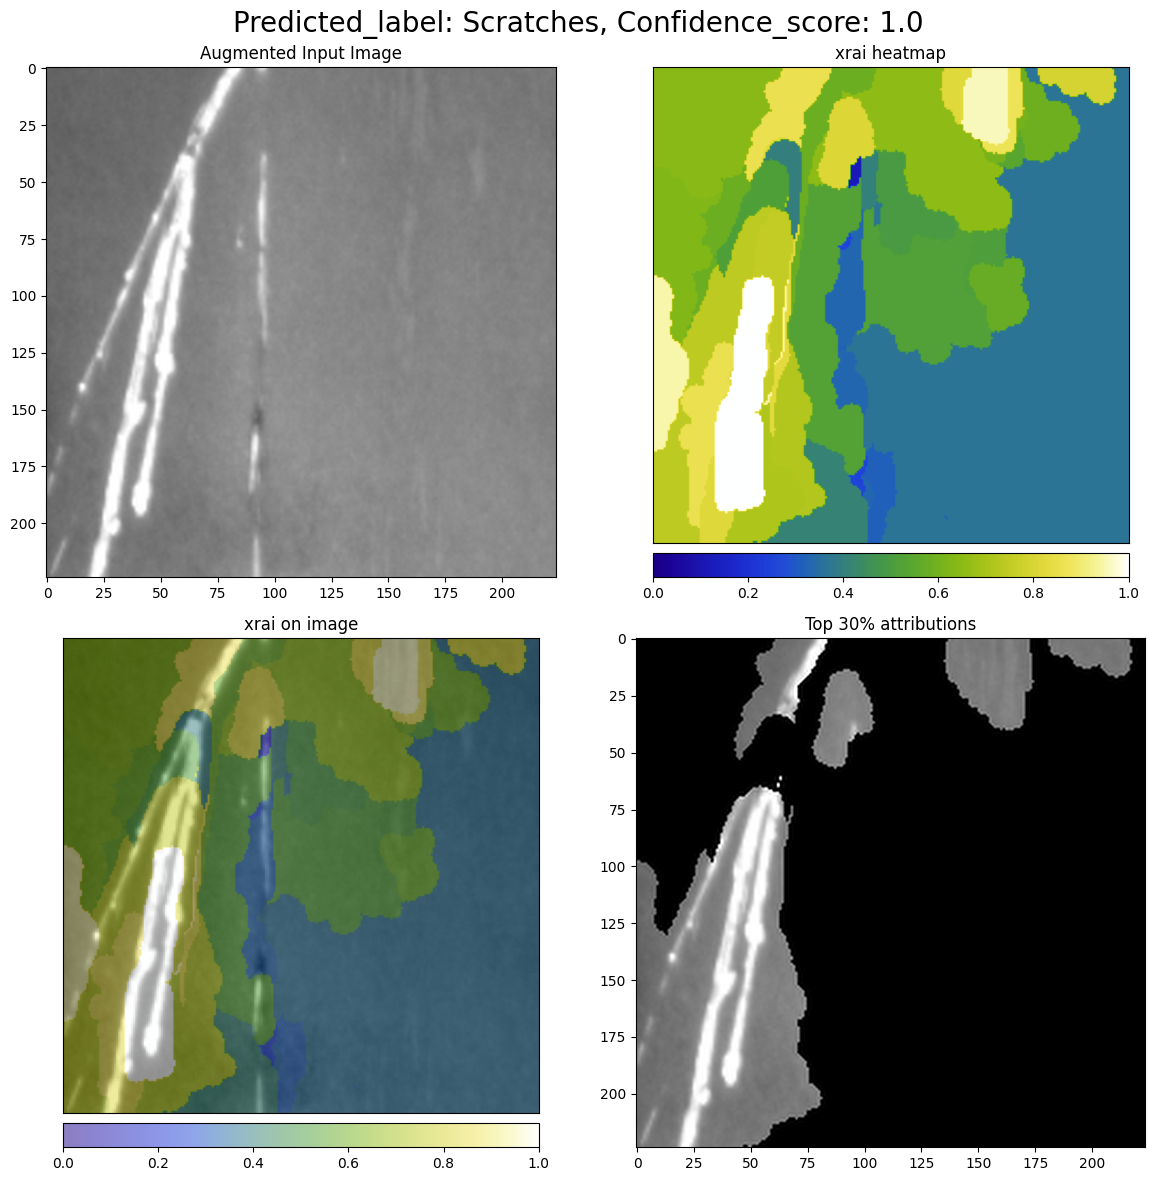 Predicted_label: Scratches, Confidence_score: 1.0
Augmented Input Image
xrai heatmap
0
25
50
75
100
125
150
175
200
0 25 50 75 100 125 150 175 200
0.0 0.2 0.4 0.6 0.8 1.0
xrai on image
Top 30% attributions
0
25
50
75
100
125
150
175
200
0.0 0.2 0.4 0.6 0.8 1.0
0 25 50 75 100 125 150 175 200